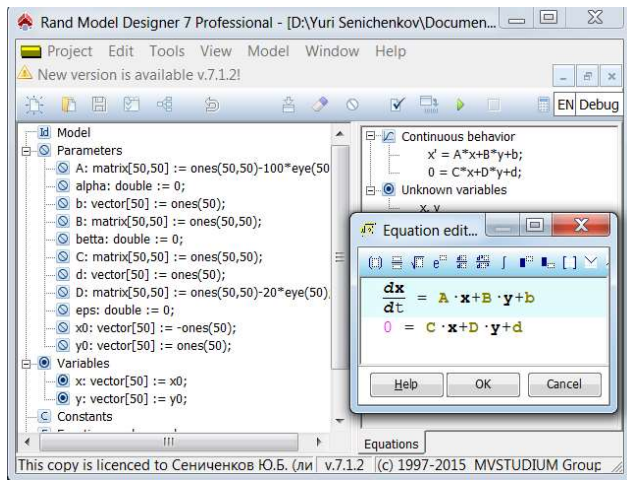 Rand Model Designer 7 Professional - [D:\Yuri Senichenkov\Documen...
Project Edit Tools View Model Window Help
New version is available v.7.1.2!
EN Debug
Id Model
Parameters
A: matrix[50,50] := ones(50,50)-100*eye(50
alpha: double := 0;
b: vector[50] := ones(50);
B: matrix[50,50] := ones(50,50);
betta: double := 0;
C: matrix[50,50] := ones(50,50);
d: vector[50] := ones(50);
D: matrix[50,50] := ones(50,50)-20*eye(50)
eps: double := 0;
x0: vector[50] := -ones(50);
y0: vector[50] := ones(50);
Variables
x: vector[50] := x0;
y: vector[50] := y0;
C Constants
Continuous behavior
x' = A*x+B*y+b;
0 = C*x+D*y+d;
Unknown variables
x, y
Equation edit...
dx/dt = A·x+B·y+b
0 = C·x+D·y+d
Help OK Cancel
Equations
This copy is licenced to Сениченков Ю.Б. (ли v.7.1.2 (c) 1997-2015 MVSTUDIUM Group